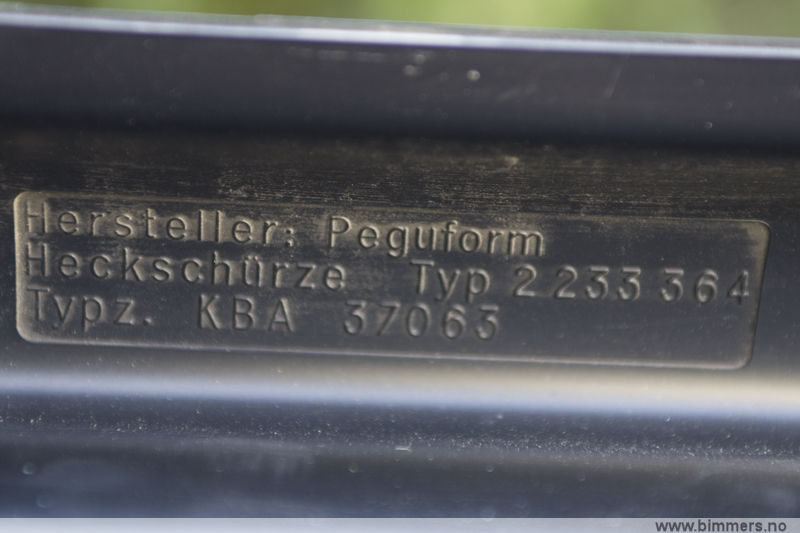 Hersteller: Peguform
Heckschürze Typ 2 233 364
Typz. KBA 37063
www.bimmers.no